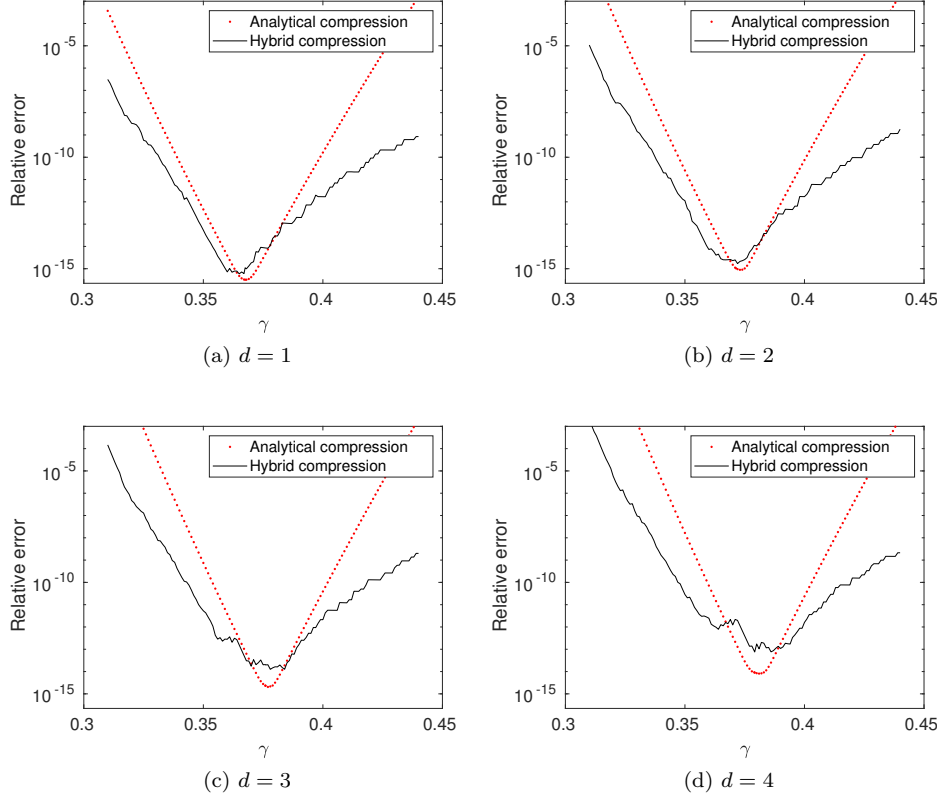 Analytical compression
Hybrid compression
10^-5
10^-10
10^-15
Relative error
0.3
0.35
0.4
0.45
γ
(a) d = 1
Analytical compression
Hybrid compression
10^-5
10^-10
10^-15
Relative error
0.3
0.35
0.4
0.45
γ
(b) d = 2
Analytical compression
Hybrid compression
10^-5
10^-10
10^-15
Relative error
0.3
0.35
0.4
0.45
γ
(c) d = 3
Analytical compression
Hybrid compression
10^-5
10^-10
10^-15
Relative error
0.3
0.35
0.4
0.45
γ
(d) d = 4